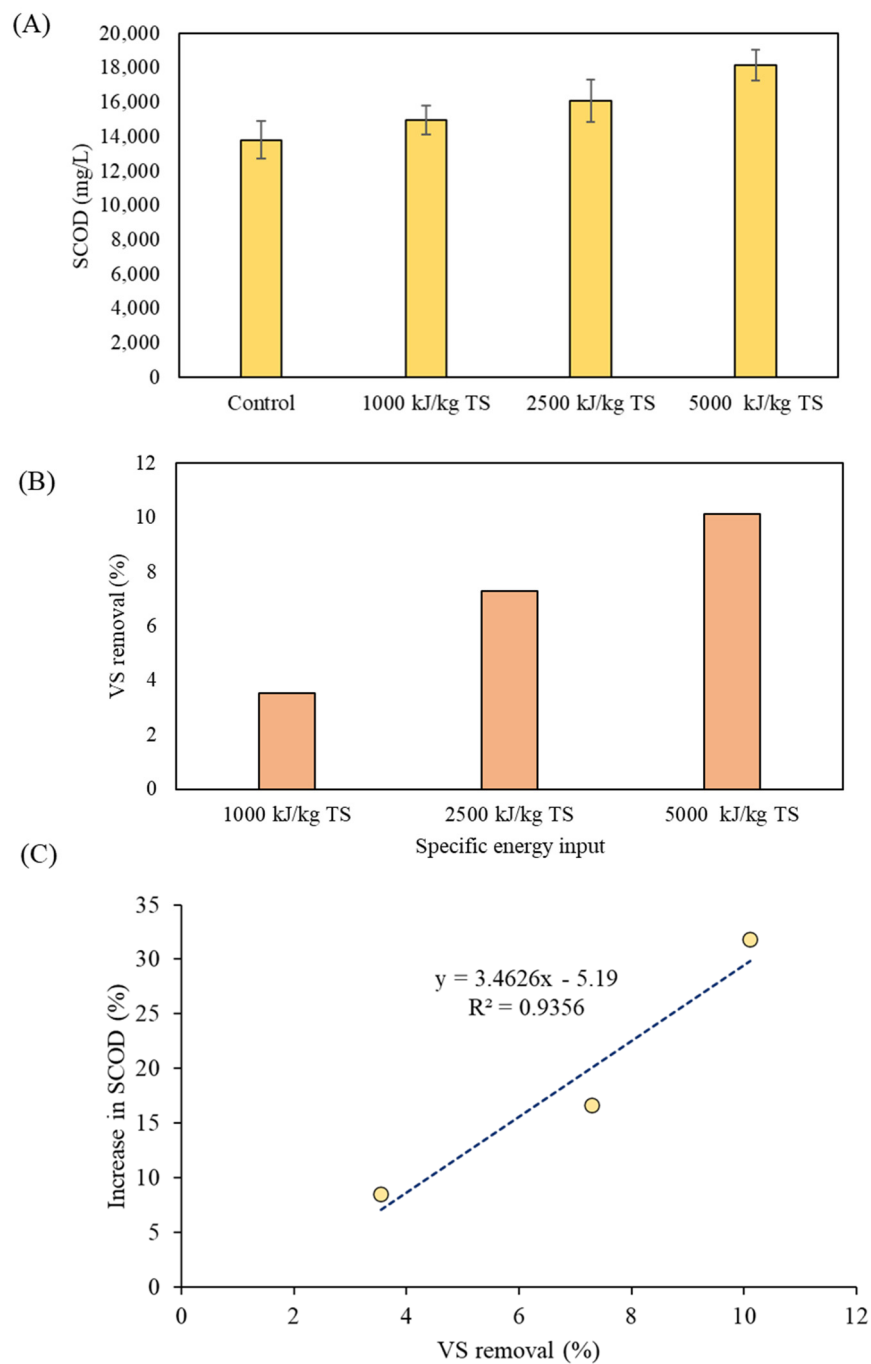 (A)
20,000
18,000
16,000
14,000
12,000
10,000
8,000
6,000
4,000
2,000
0
SCOD (mg/L)
Control
1000 kJ/kg TS
2500 kJ/kg TS
5000 kJ/kg TS
(B)
12
10
8
6
4
2
0
VS removal (%)
1000 kJ/kg TS
2500 kJ/kg TS
5000 kJ/kg TS
Specific energy input
(C)
35
30
25
20
15
10
5
0
Increase in SCOD (%)
y = 3.4626x - 5.19
R² = 0.9356
0
2
4
6
8
10
12
VS removal (%)